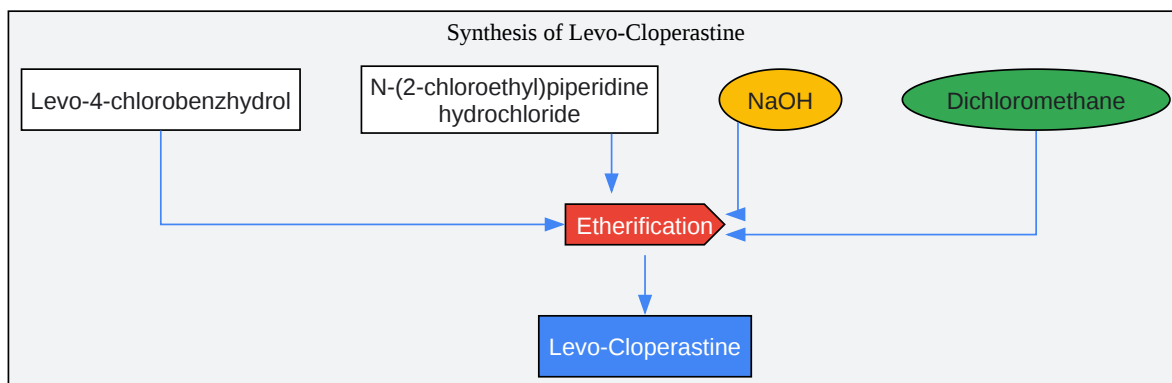 Synthesis of Levo-Cloperastine
Levo-4-chlorobenzhydrol
N-(2-chloroethyl)piperidine
hydrochloride
NaOH
Dichloromethane
Etherification
Levo-Cloperastine